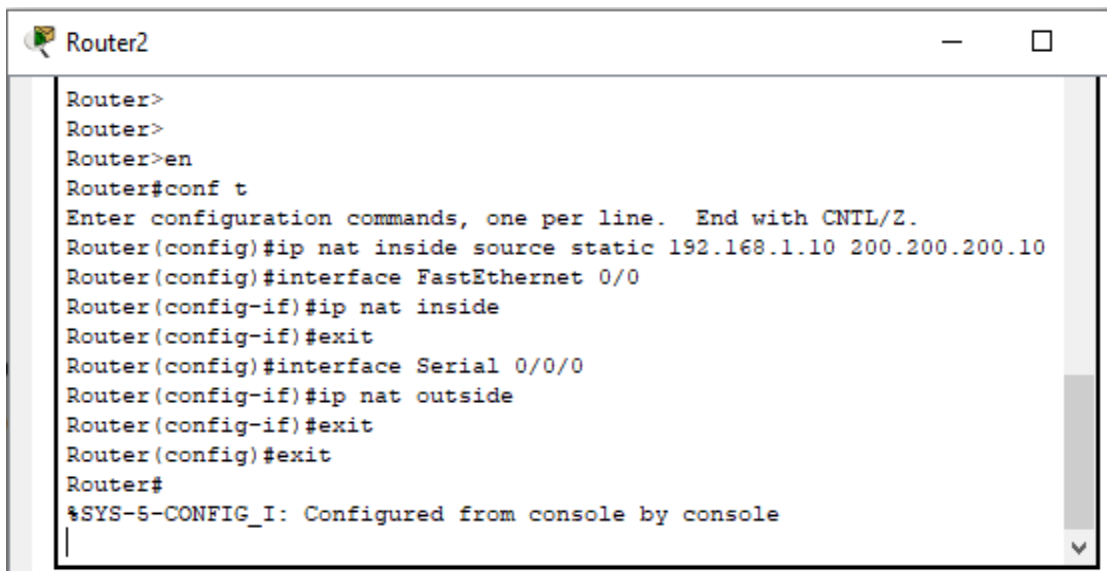 Router2
Router>
Router>
Router>en
Router#conf t
Enter configuration commands, one per line.  End with CNTL/Z.
Router(config)#ip nat inside source static 192.168.1.10 200.200.200.10
Router(config)#interface FastEthernet 0/0
Router(config-if)#ip nat inside
Router(config-if)#exit
Router(config)#interface Serial 0/0/0
Router(config-if)#ip nat outside
Router(config-if)#exit
Router(config)#exit
Router#
%SYS-5-CONFIG_I: Configured from console by console